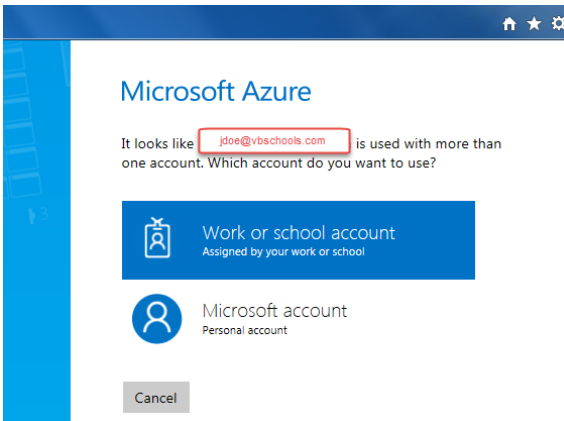 Microsoft Azure
It looks like jdoe@vbschools.com is used with more than
one account. Which account do you want to use?
Work or school account
Assigned by your work or school
Microsoft account
Personal account
Cancel